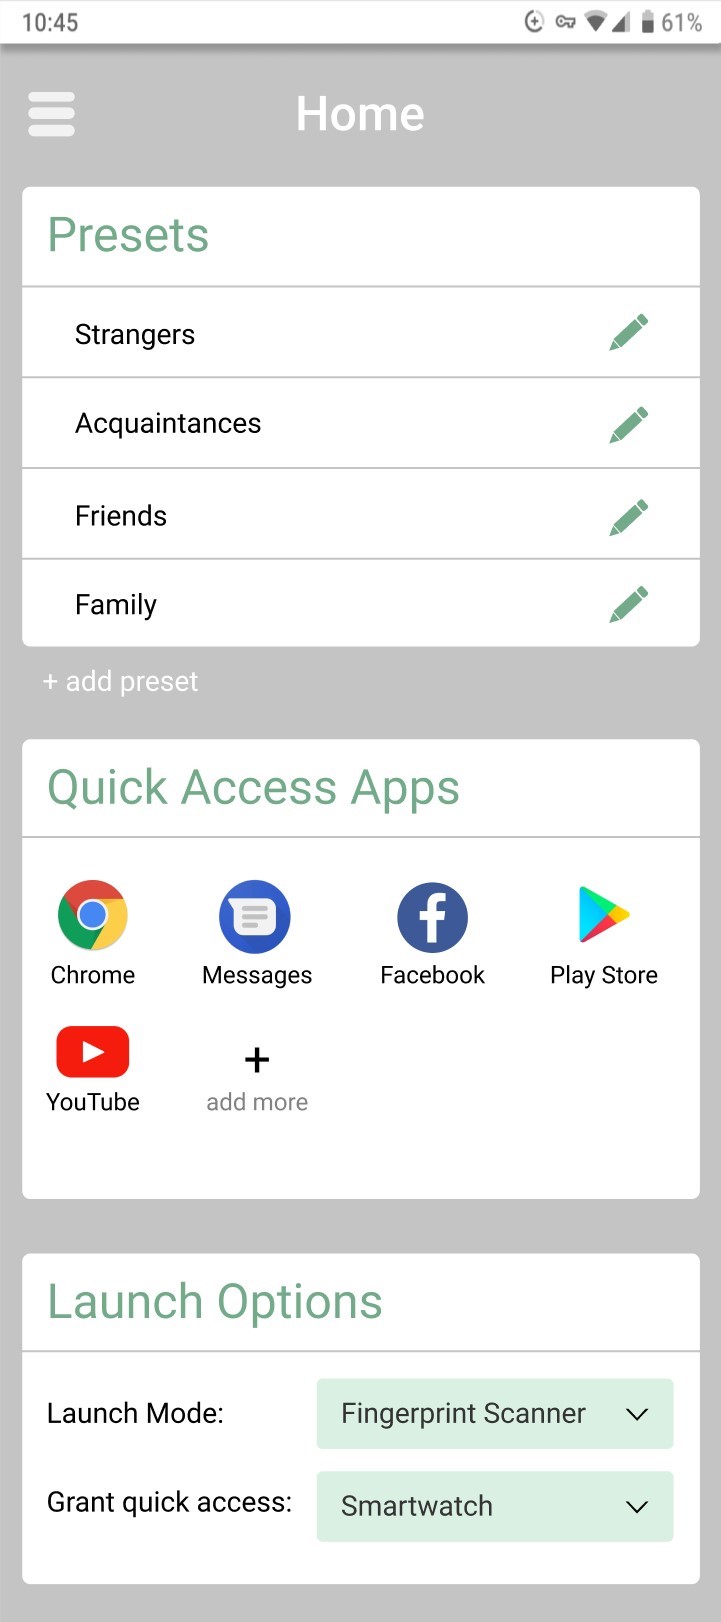 10:45
61%
Home
Presets
Strangers
Acquaintances
Friends
Family
+ add preset
Quick Access Apps
Chrome
Messages
Facebook
Play Store
YouTube
+
add more
Launch Options
Launch Mode:
Fingerprint Scanner
Grant quick access:
Smartwatch